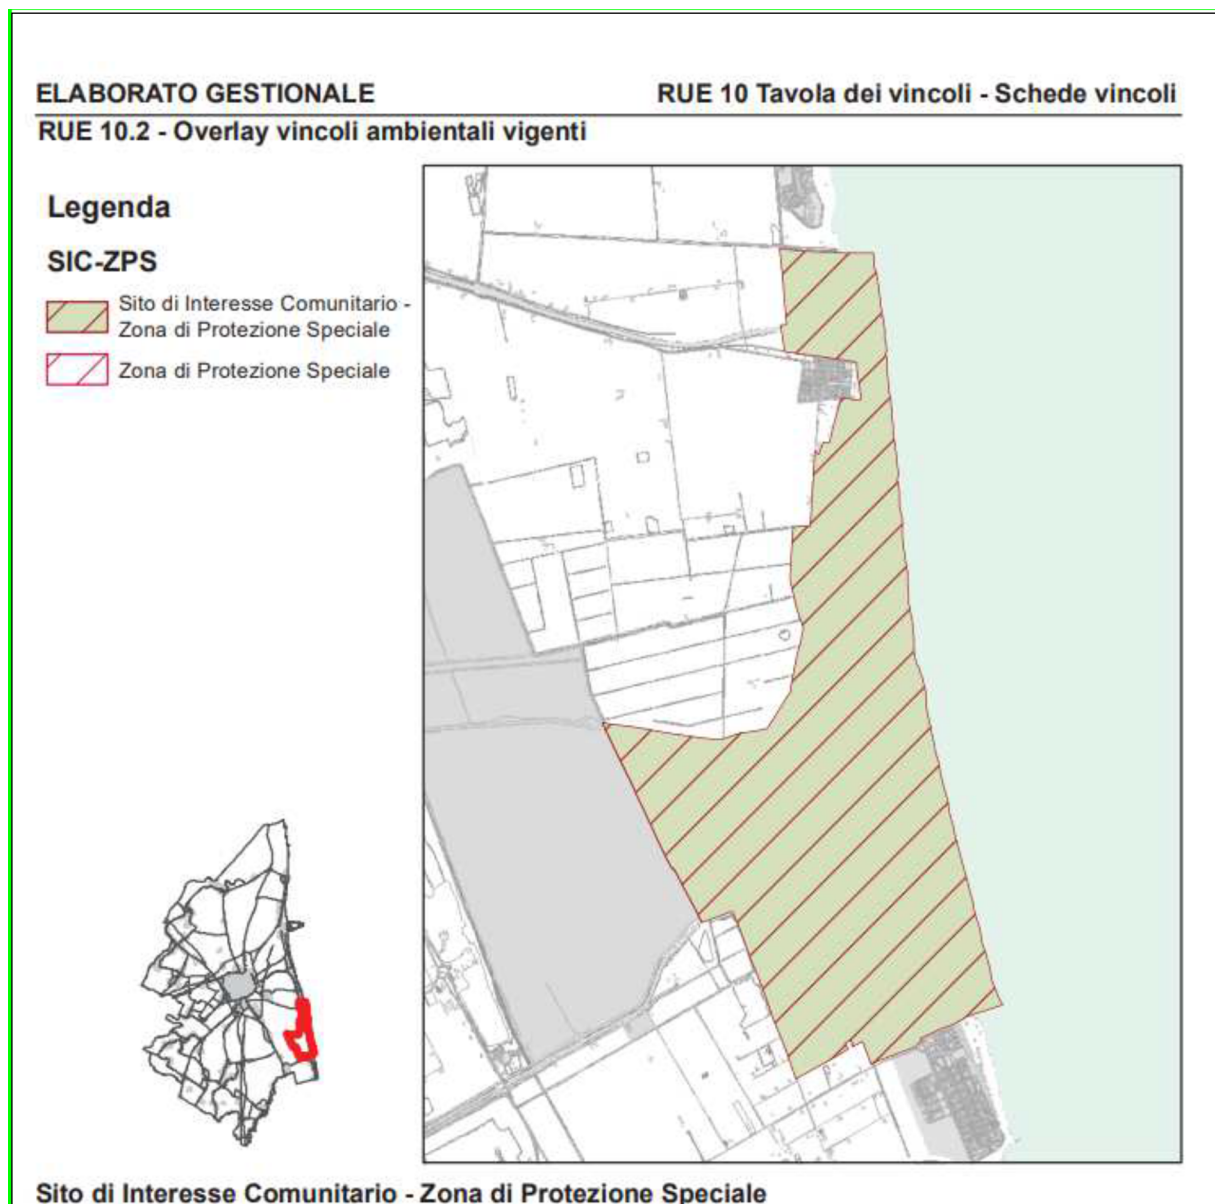 ELABORATO GESTIONALE RUE 10 Tavola dei vincoli - Schede vincoli
RUE 10.2 - Overlay vincoli ambientali vigenti
Legenda
SIC-ZPS
Sito di Interesse Comunitario -
Zona di Protezione Speciale
Zona di Protezione Speciale
Sito di Interesse Comunitario - Zona di Protezione Speciale